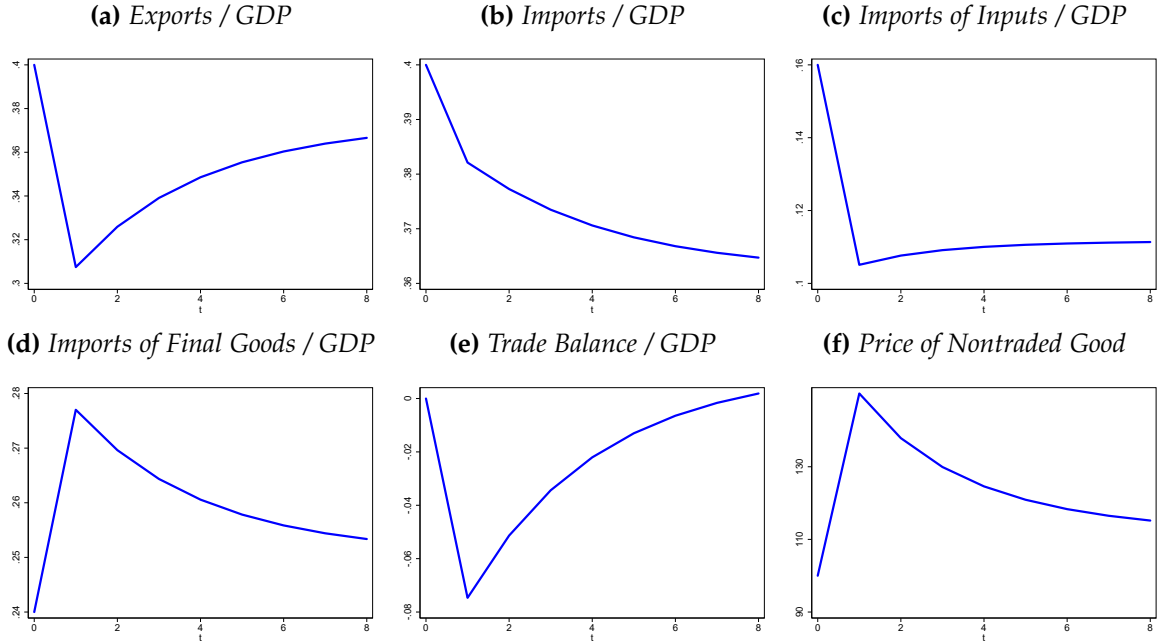 (a) Exports / GDP
(b) Imports / GDP
(c) Imports of Inputs / GDP
.4
.38
.36
.34
.32
.3
0 2 4 6 8
t
.4
.39
.38
.37
.36
0 2 4 6 8
t
.16
.14
.12
.1
0 2 4 6 8
t
(d) Imports of Final Goods / GDP
(e) Trade Balance / GDP
(f) Price of Nontraded Good
.28
.27
.26
.25
.24
0 2 4 6 8
t
0
-.02
-.04
-.06
-.08
0 2 4 6 8
t
130
110
90
0 2 4 6 8
t